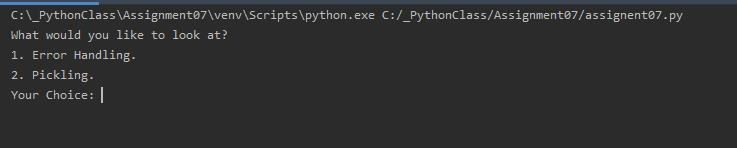 C:\_PythonClass\Assignment07\venv\Scripts\python.exe C:/_PythonClass/Assignment07/assignent07.py
What would you like to look at?
1. Error Handling.
2. Pickling.
Your Choice: